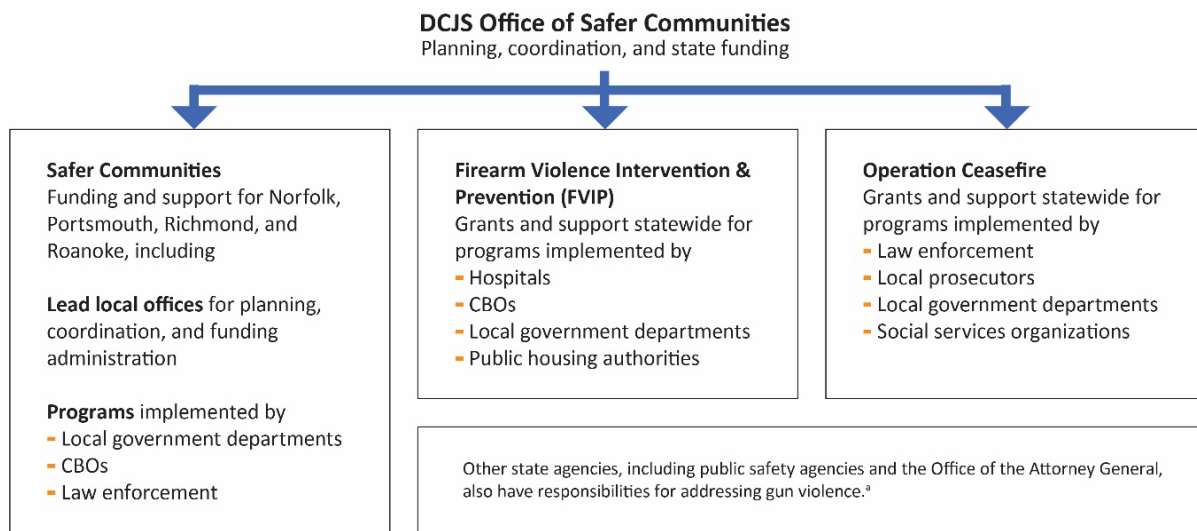 DCJS Office of Safer Communities
Planning, coordination, and state funding
Safer Communities
Funding and support for Norfolk,
Portsmouth, Richmond, and
Roanoke, including
Lead local offices for planning,
coordination, and funding
administration
Programs implemented by
- Local government departments
- CBOs
- Law enforcement
Firearm Violence Intervention &
Prevention (FVIP)
Grants and support statewide for
programs implemented by
- Hospitals
- CBOs
- Local government departments
- Public housing authorities
Operation Ceasefire
Grants and support statewide for
programs implemented by
- Law enforcement
- Local prosecutors
- Local government departments
- Social services organizations
Other state agencies, including public safety agencies and the Office of the Attorney General,
also have responsibilities for addressing gun violence.ᵃ